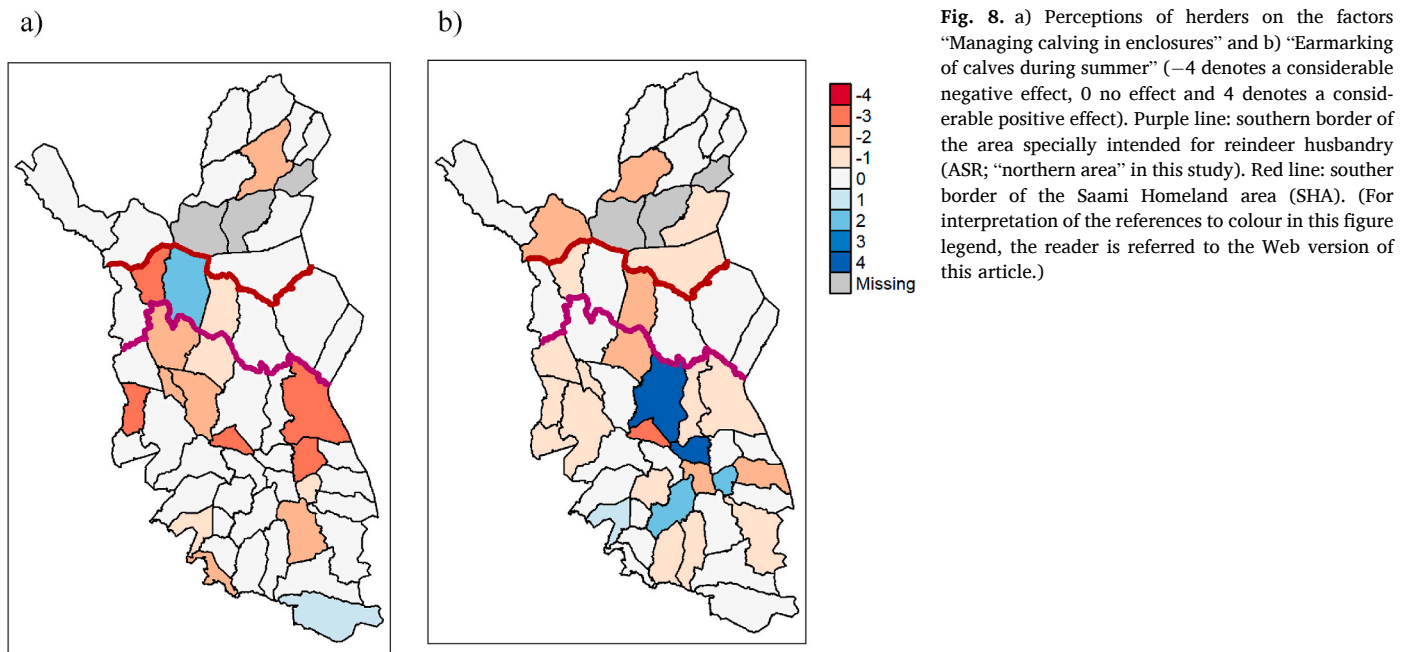 a)
b)
-4
-3
-2
-1
0
1
2
3
4
Missing
Fig. 8. a) Perceptions of herders on the factors
“Managing calving in enclosures” and b) “Earmarking
of calves during summer” (−4 denotes a considerable
negative effect, 0 no effect and 4 denotes a consid-
erable positive effect). Purple line: southern border of
the area specially intended for reindeer husbandry
(ASR; “northern area” in this study). Red line: souther
border of the Saami Homeland area (SHA). (For
interpretation of the references to colour in this figure
legend, the reader is referred to the Web version of
this article.)